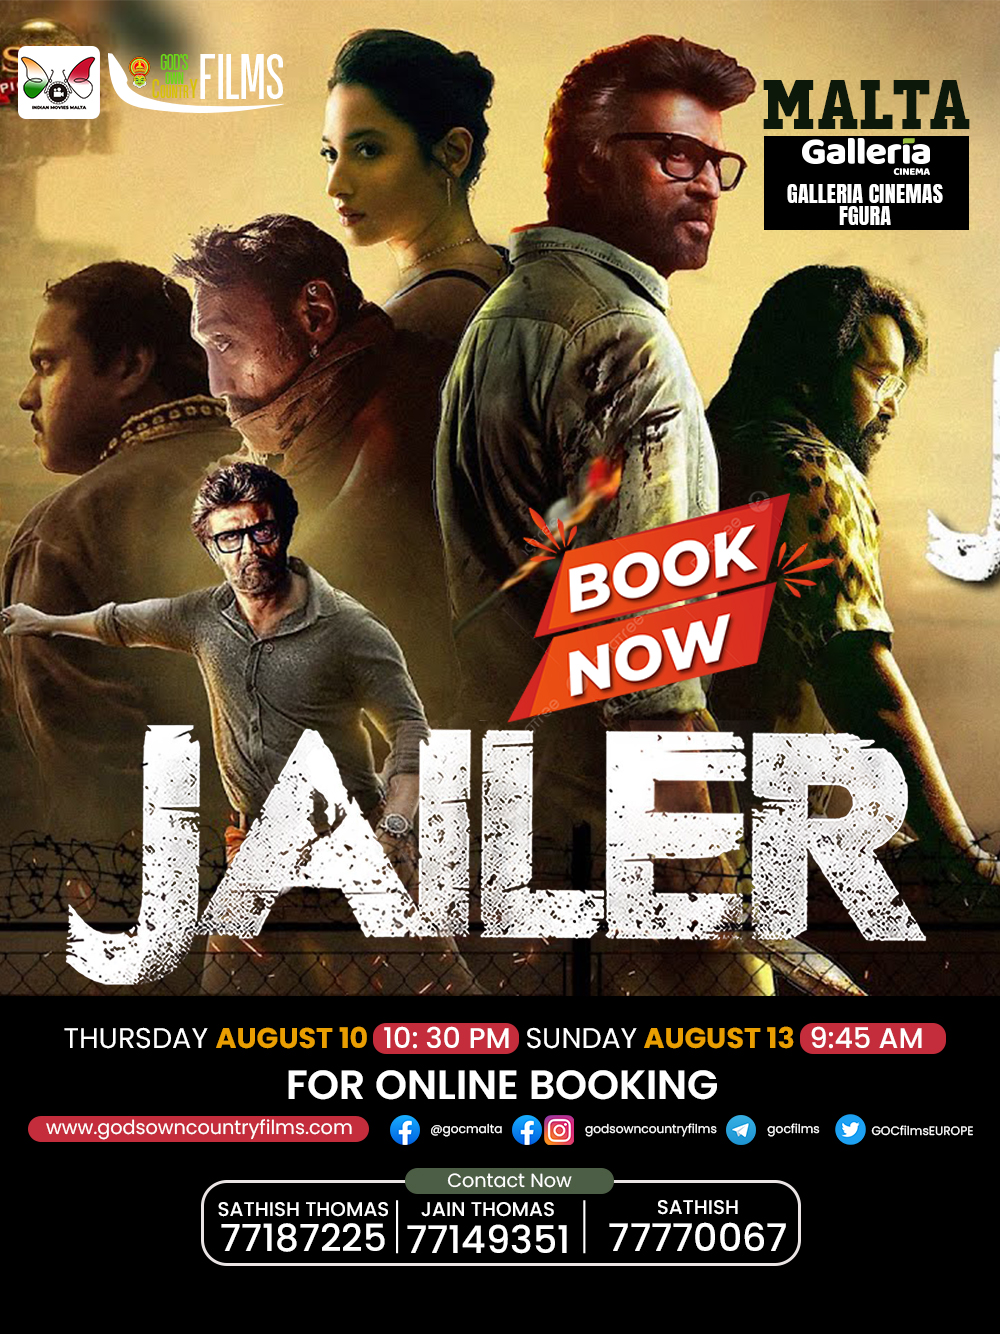 INDIAN MOVIES MALTA
GOD'S
OWN
COUNTRY
FILMS
MALTA
Galleria
CINEMA
GALLERIA CINEMAS
FGURA
BOOK
NOW
JAILER
THURSDAY AUGUST 10 10: 30 PM SUNDAY AUGUST 13 9:45 AM
FOR ONLINE BOOKING
www.godsowncountryfilms.com @gocmalta godsowncountryfilms gocfilms GOCfilmsEUROPE
Contact Now
SATHISH THOMAS JAIN THOMAS SATHISH
77187225 77149351 77770067